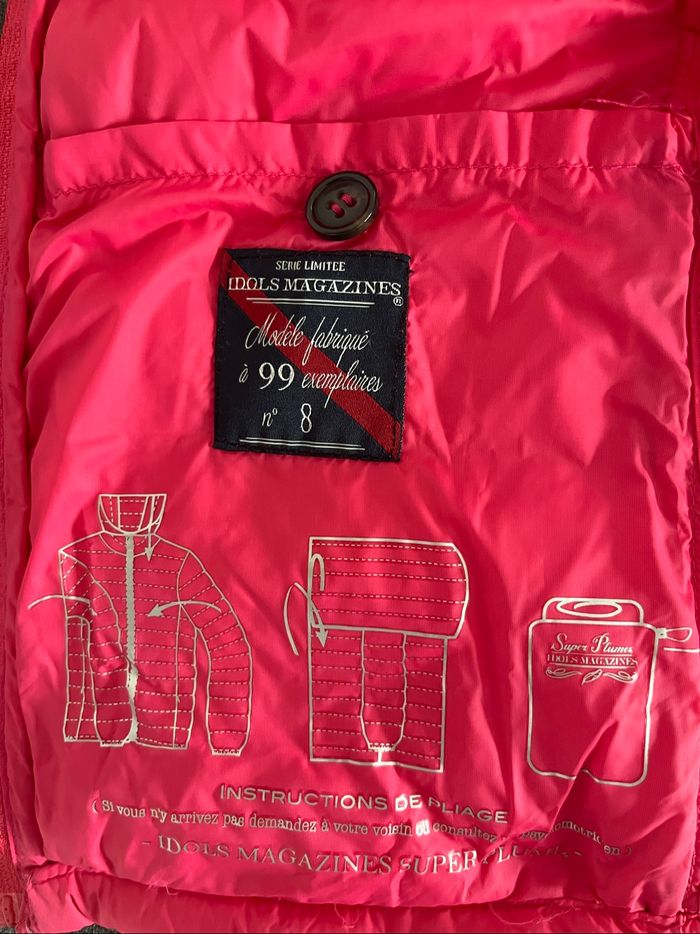 SERIE LIMITEE
IDOLS MAGAZINES
Modèle fabriqué
à 99 exemplaires
n° 8
Super Plumes
IDOLS MAGAZINES
INSTRUCTIONS DE PLIAGE
( Si vous n'y arrivez pas demandez à votre voisin ou consultez psychomotricien )
- IDOLS MAGAZINES SUPER